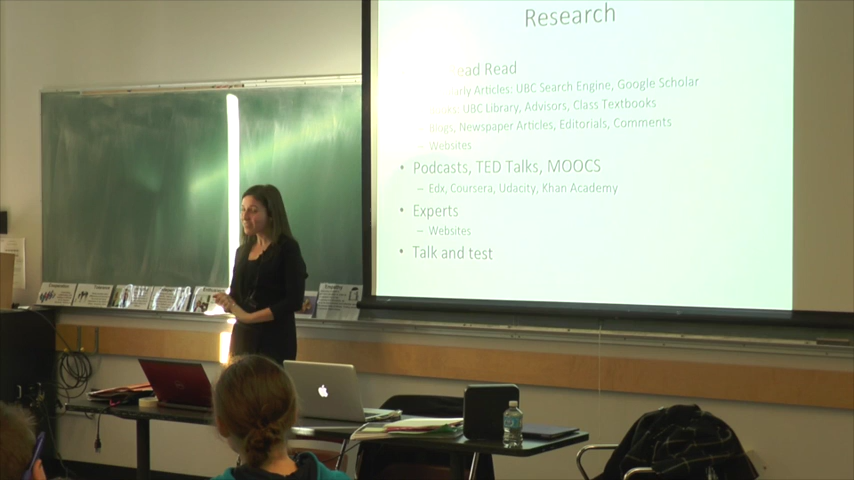 Research
Read
Articles: UBC Search Engine, Google Scholar
UBC Library, Advisors, Class Textbooks
Newspaper Articles, Editorials, Comments
– Websites
• Podcasts, TED Talks, MOOCS
– Edx, Coursera, Udacity, Khan Academy
• Experts
– Websites
• Talk and test